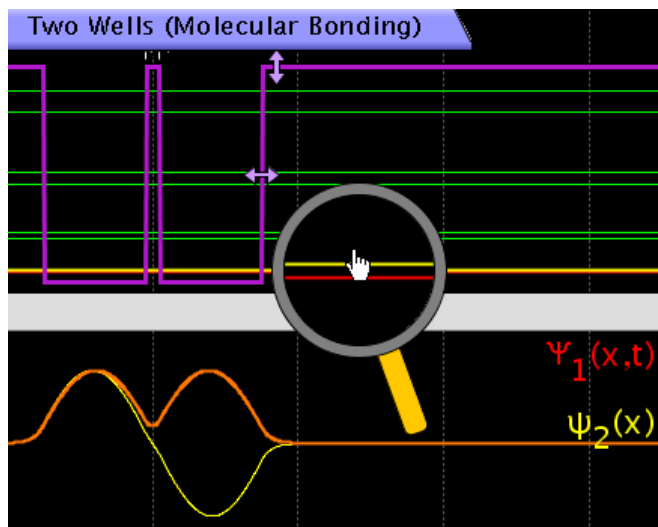 Two Wells (Molecular Bonding)
Ψ₁(x,t)
ψ₂(x)